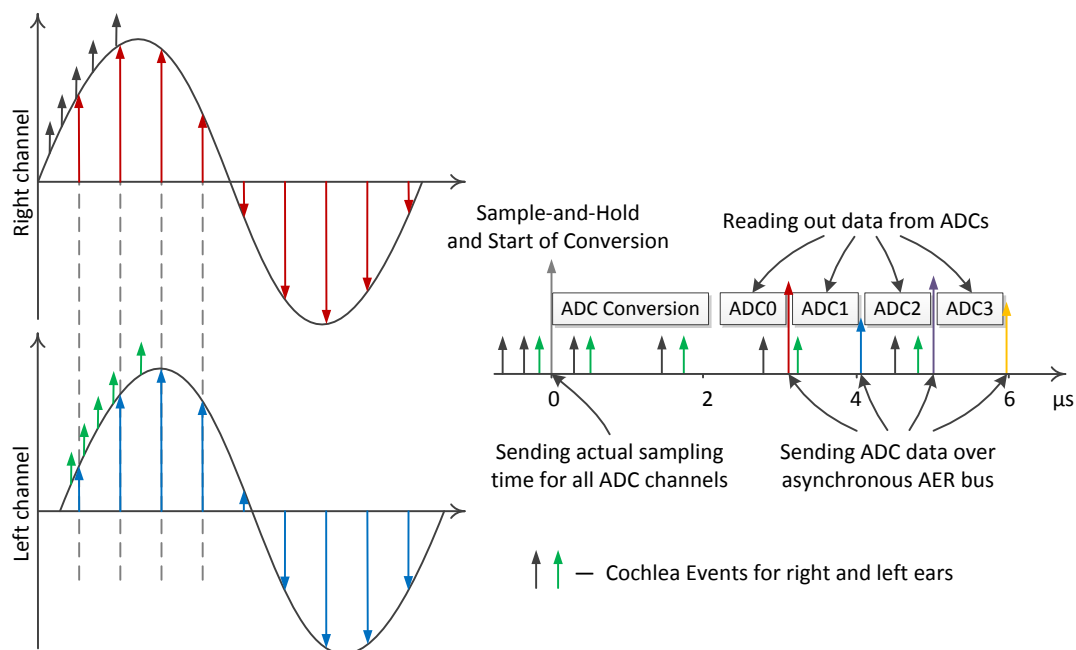 Right channel
Left channel
Sample-and-Hold
and Start of Conversion
Reading out data from ADCs
ADC Conversion
ADC0
ADC1
ADC2
ADC3
0
2
4
6
µs
Sending actual sampling
time for all ADC channels
Sending ADC data over
asynchronous AER bus
— Cochlea Events for right and left ears